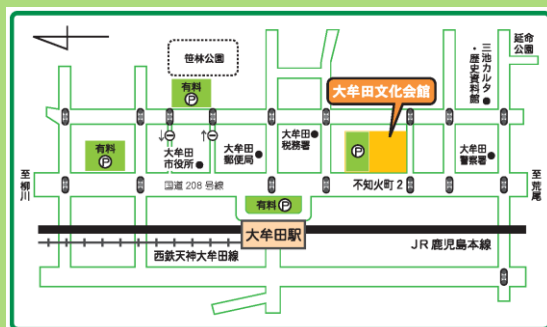 笹林公園
延命
公園
三池カルタ
・歴史資料館
有料
P
大牟田文化会館
有料
P
大牟田
市役所
大牟田
郵便局
大牟田
税務署
P
大牟田
警察署
至柳川
国道208号線
不知火町2
至荒尾
有料 P
大牟田駅
西鉄天神大牟田線
JR鹿児島本線